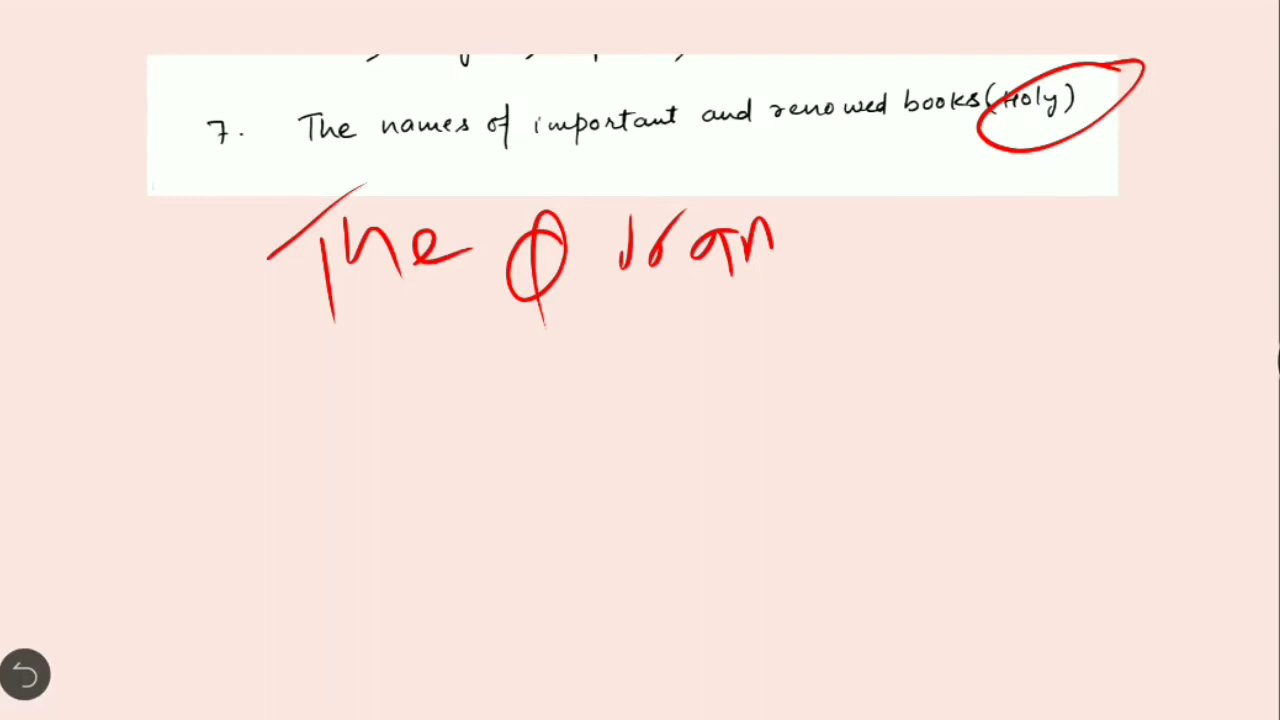 7. The names of important and renowed books (Holy)
The Quran